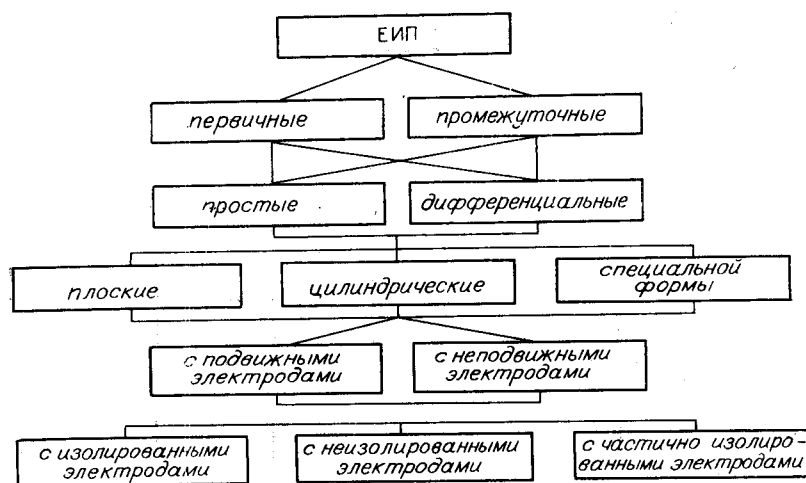 ЕИП
первичные
промежуточные
простые
дифференциальные
плоские
цилиндрические
специальной
формы
с подвижными
электродами
с неподвижными
электродами
с изолированными
электродами
с неизолированными
электродами
с частично изолиро-
ванными электродами